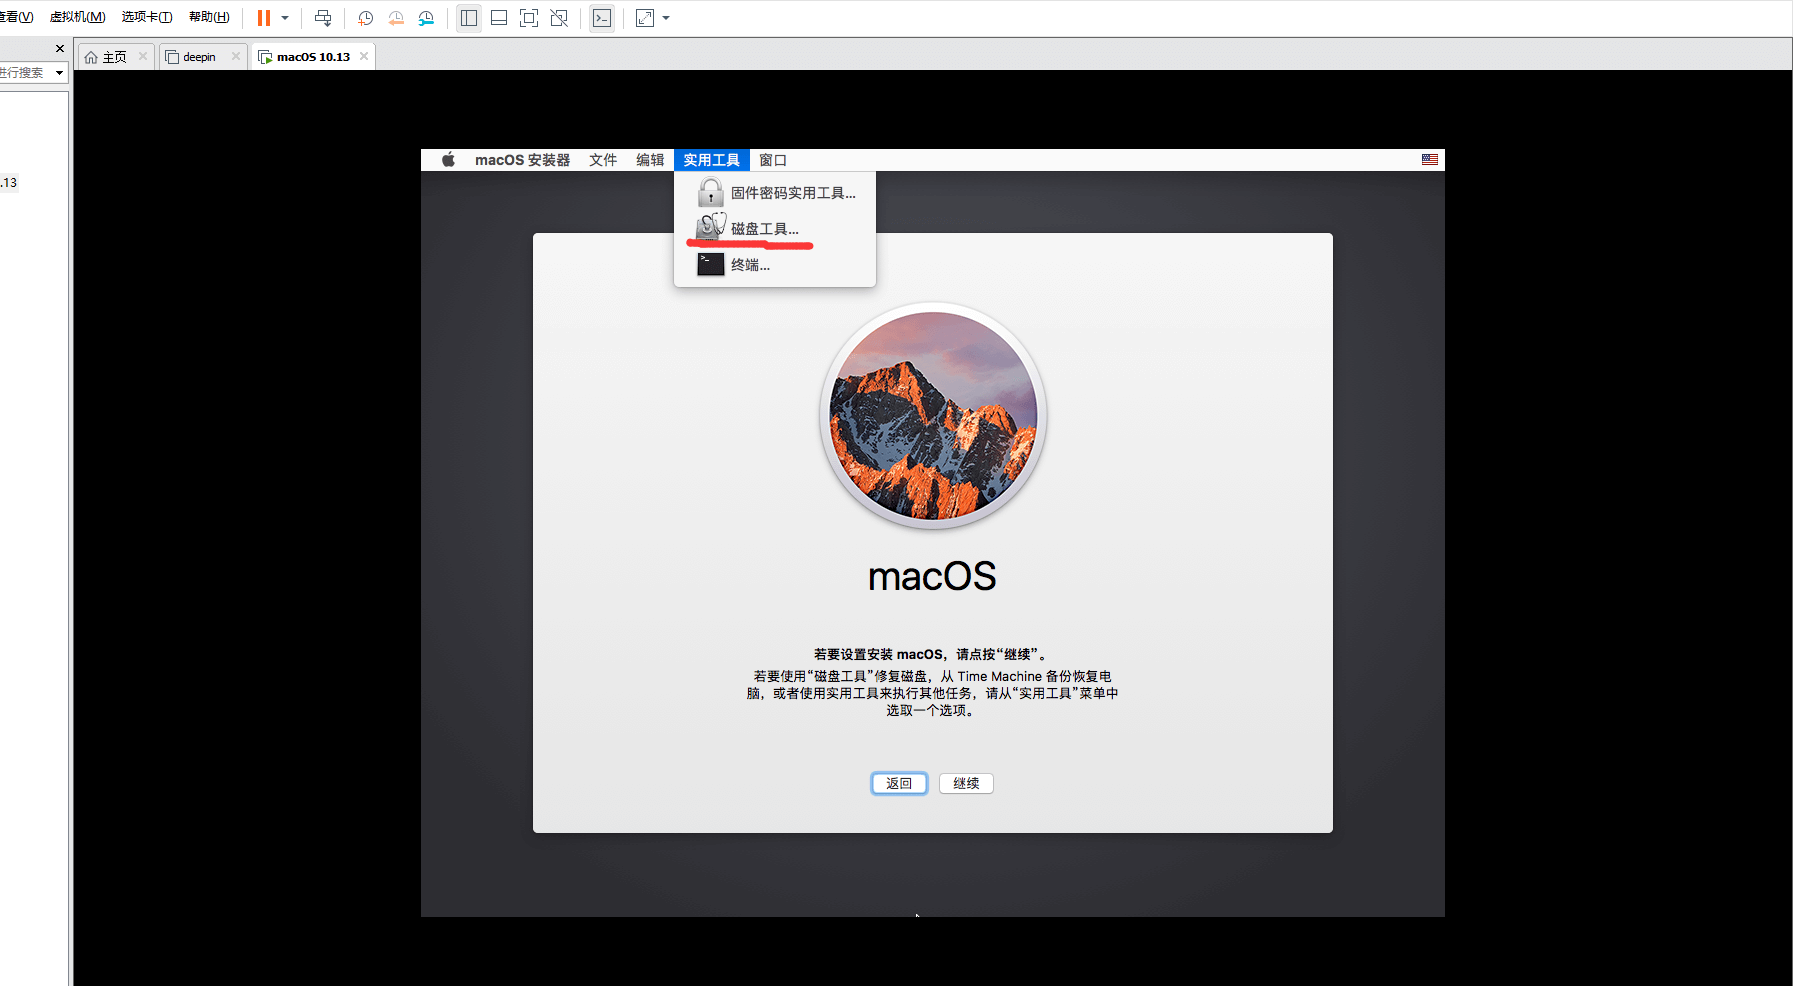 查看(V) 虚拟机(M) 选项卡(T) 帮助(H)
主页 deepin macOS 10.13
进行搜索
.13
macOS 安装器 文件 编辑 实用工具 窗口
固件密码实用工具...
磁盘工具...
终端...
macOS
若要设置安装 macOS，请点按“继续”。
若要使用“磁盘工具”修复磁盘，从 Time Machine 备份恢复电
脑，或者使用实用工具来执行其他任务，请从“实用工具”菜单中
选取一个选项。
返回 继续